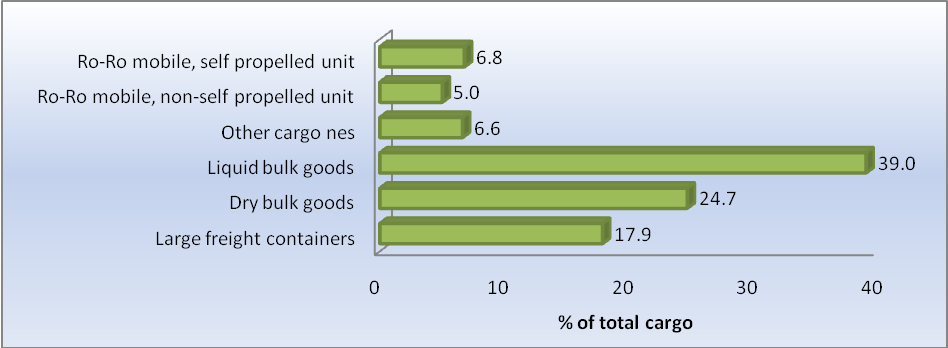 Ro-Ro mobile, self propelled unit 6.8
Ro-Ro mobile, non-self propelled unit 5.0
Other cargo nes 6.6
Liquid bulk goods 39.0
Dry bulk goods 24.7
Large freight containers 17.9
0 10 20 30 40
% of total cargo